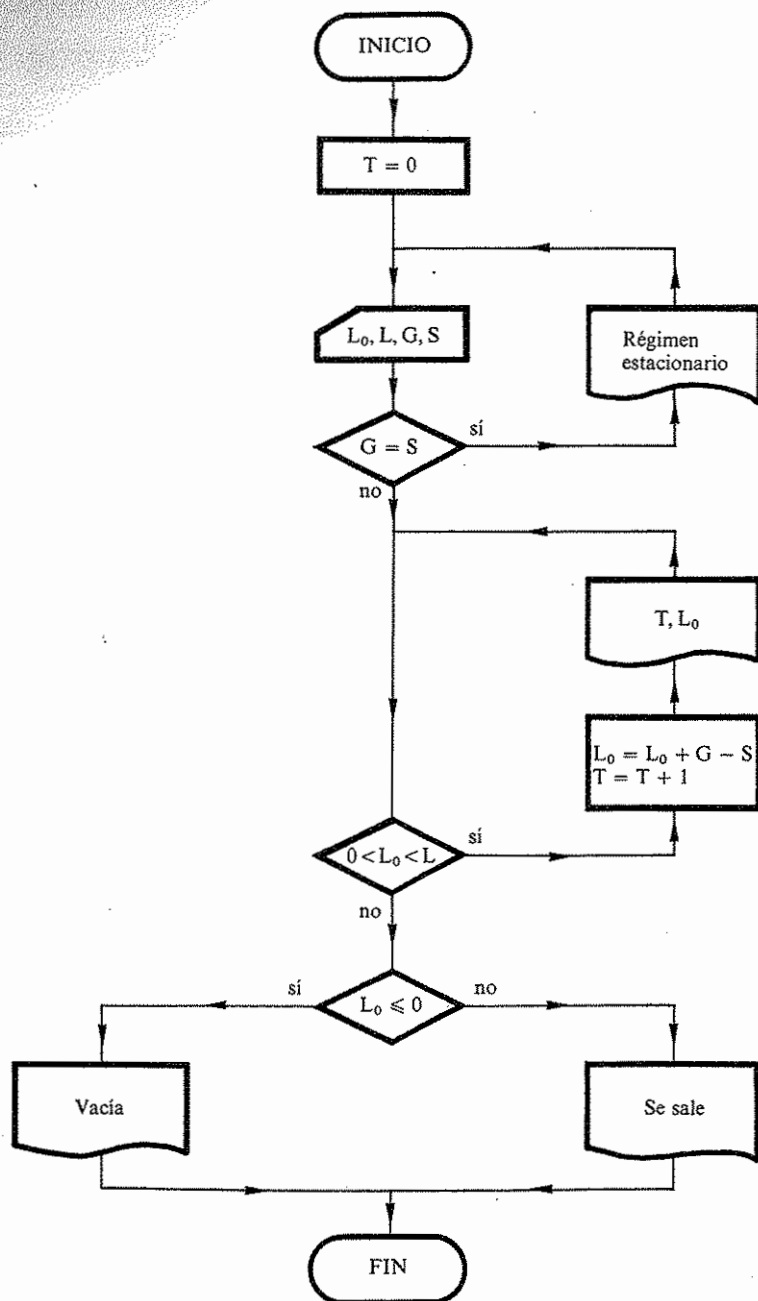 INICIO
T = 0
L₀, L, G, S
Régimen
estacionario
G = S
sí
no
T, L₀
L₀ = L₀ + G − S
T = T + 1
0 < L₀ < L
sí
no
L₀ ⩽ 0
sí
no
Vacía
Se sale
FIN